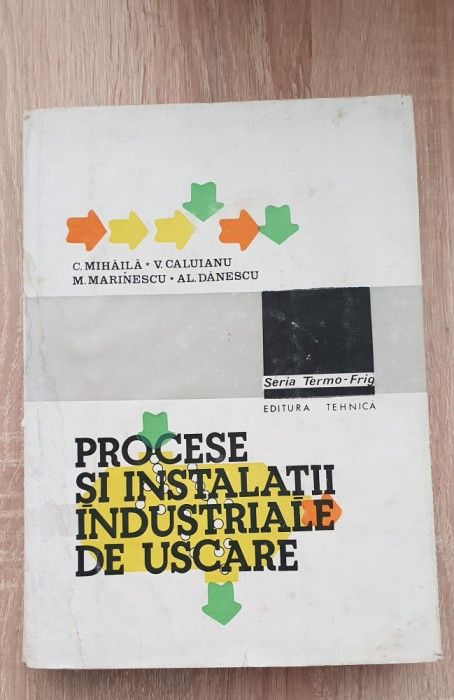 C. MIHĂILĂ • V. CALUIANU
M. MARINESCU • AL. DĂNESCU
Seria Termo-Frig
EDITURA TEHNICĂ
PROCESE
ȘI INSTALAȚII
INDUSTRIALE
DE USCARE